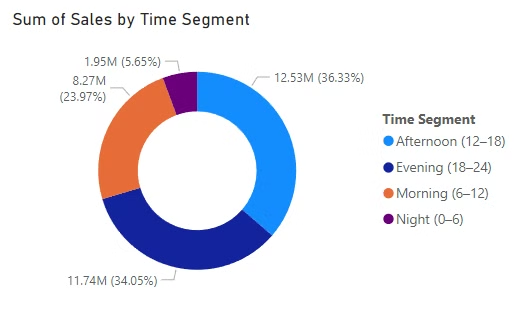 Sum of Sales by Time Segment
1.95M (5.65%)
8.27M
(23.97%)
12.53M (36.33%)
11.74M (34.05%)
Time Segment
Afternoon (12–18)
Evening (18–24)
Morning (6–12)
Night (0–6)